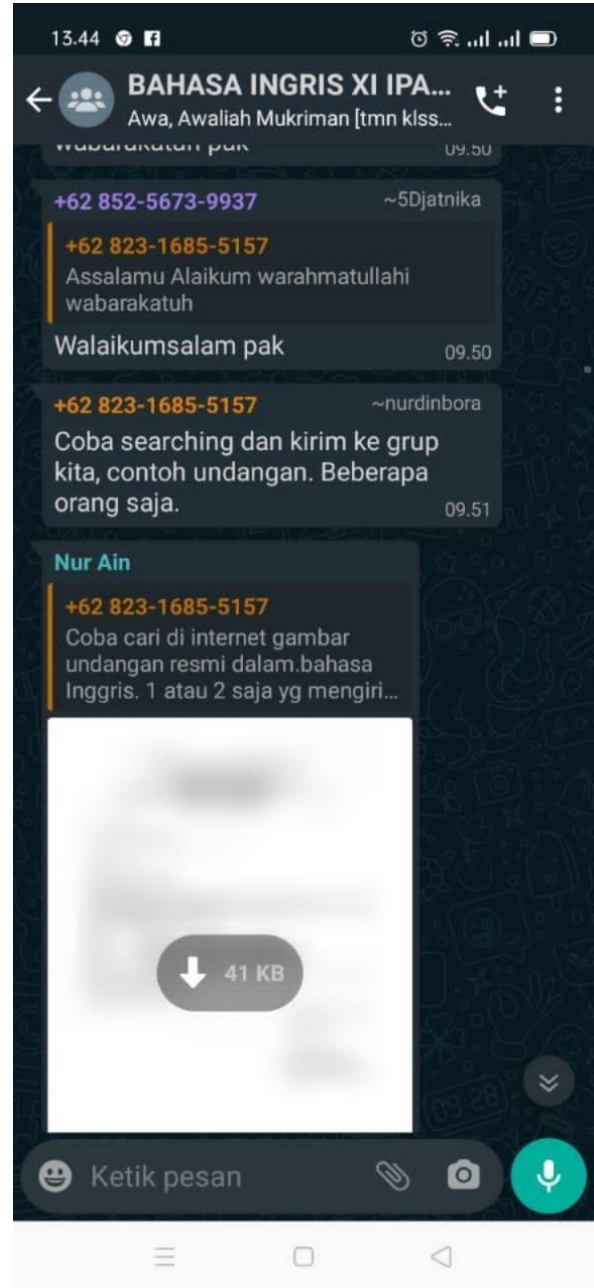 13.44
BAHASA INGRIS XI IPA...
Awa, Awaliah Mukriman [tmn klss...
wabarakatuh pak 09.50
+62 852-5673-9937 ~5Djatnika
+62 823-1685-5157
Assalamu Alaikum warahmatullahi
wabarakatuh
Walaikumsalam pak 09.50
+62 823-1685-5157 ~nurdinbora
Coba searching dan kirim ke grup
kita, contoh undangan. Beberapa
orang saja. 09.51
Nur Ain
+62 823-1685-5157
Coba cari di internet gambar
undangan resmi dalam.bahasa
Inggris. 1 atau 2 saja yg mengiri...
41 KB
Ketik pesan